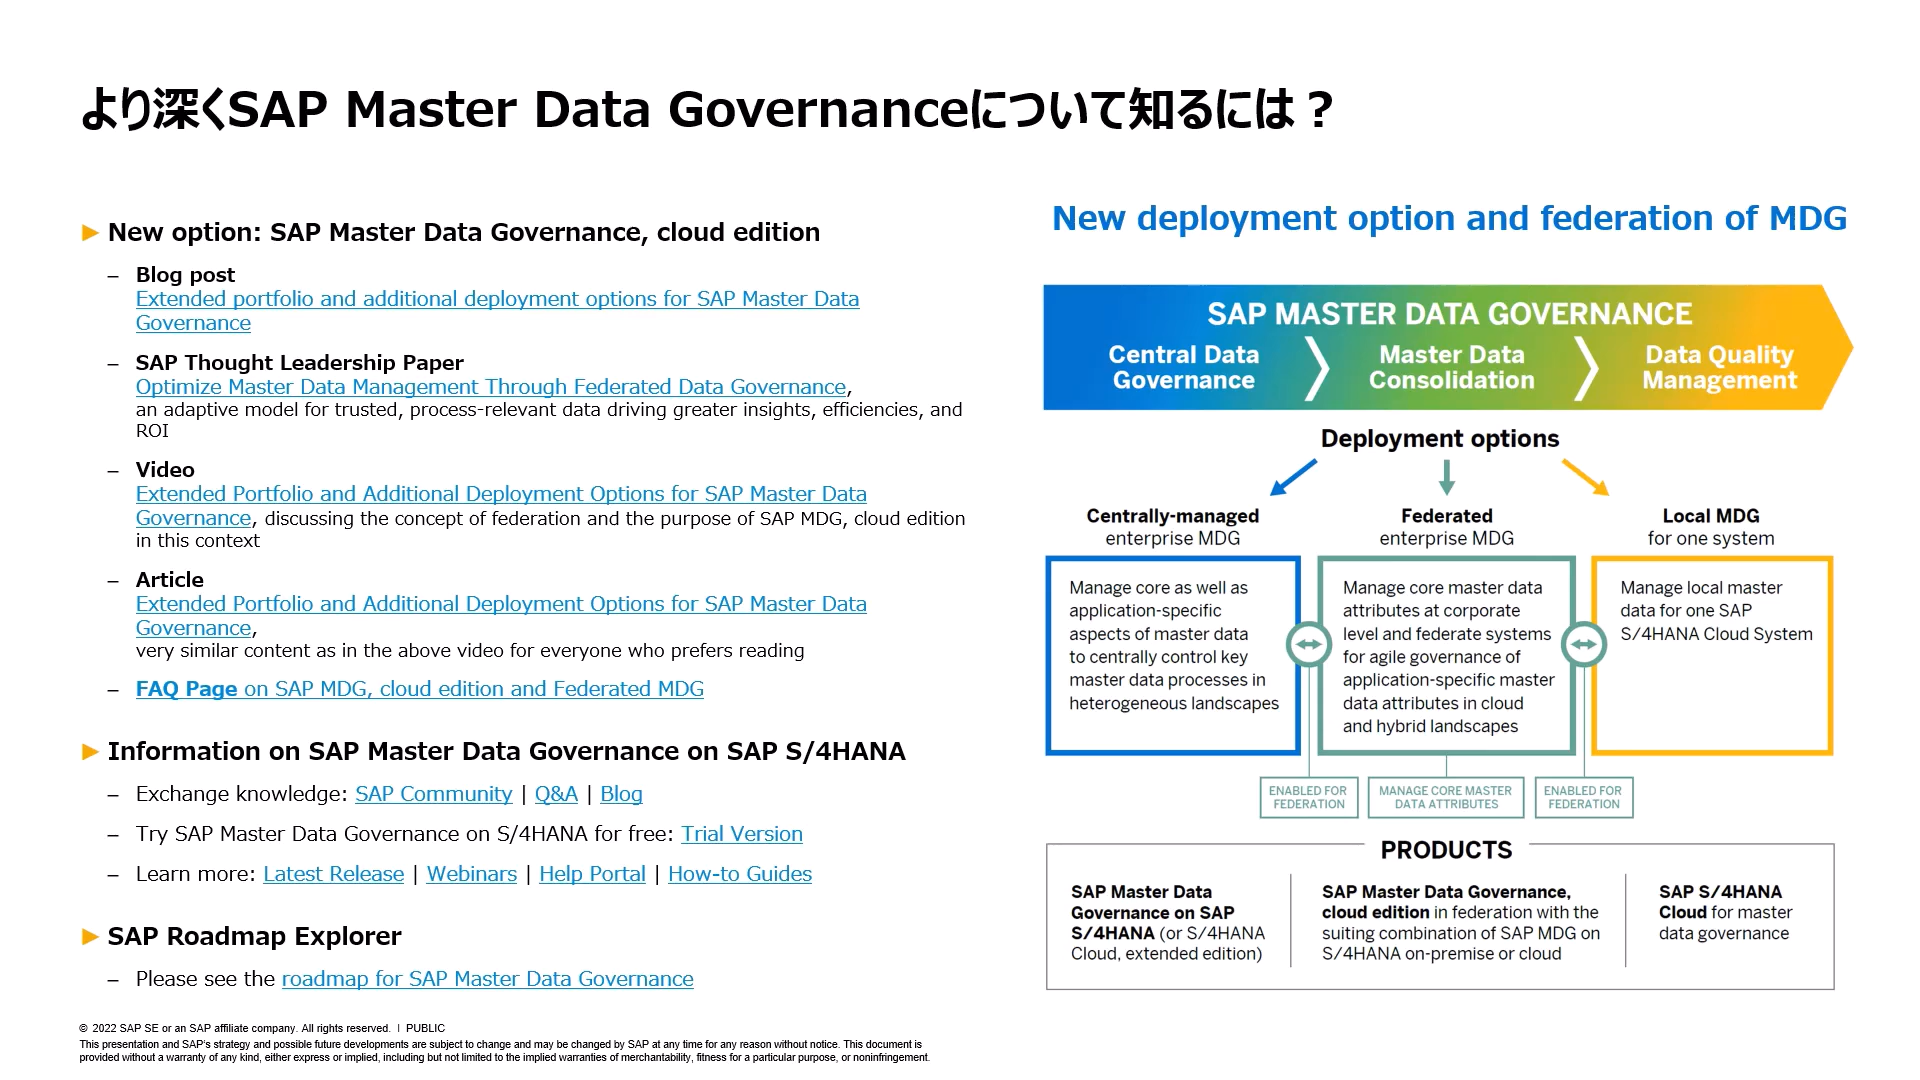 より深くSAP Master Data Governanceについて知るには？
► New option: SAP Master Data Governance, cloud edition
– Blog post
Extended portfolio and additional deployment options for SAP Master Data
Governance
– SAP Thought Leadership Paper
Optimize Master Data Management Through Federated Data Governance,
an adaptive model for trusted, process-relevant data driving greater insights, efficiencies, and
ROI
– Video
Extended Portfolio and Additional Deployment Options for SAP Master Data
Governance, discussing the concept of federation and the purpose of SAP MDG, cloud edition
in this context
– Article
Extended Portfolio and Additional Deployment Options for SAP Master Data
Governance,
very similar content as in the above video for everyone who prefers reading
– FAQ Page on SAP MDG, cloud edition and Federated MDG
► Information on SAP Master Data Governance on SAP S/4HANA
– Exchange knowledge: SAP Community | Q&A | Blog
– Try SAP Master Data Governance on S/4HANA for free: Trial Version
– Learn more: Latest Release | Webinars | Help Portal | How-to Guides
► SAP Roadmap Explorer
– Please see the roadmap for SAP Master Data Governance
New deployment option and federation of MDG
SAP MASTER DATA GOVERNANCE
Central Data
Governance
Master Data
Consolidation
Data Quality
Management
Deployment options
Centrally-managed
enterprise MDG
Manage core as well as
application-specific
aspects of master data
to centrally control key
master data processes in
heterogeneous landscapes
Federated
enterprise MDG
Manage core master data
attributes at corporate
level and federate systems
for agile governance of
application-specific master
data attributes in cloud
and hybrid landscapes
Local MDG
for one system
Manage local master
data for one SAP
S/4HANA Cloud System
ENABLED FOR
FEDERATION
MANAGE CORE MASTER
DATA ATTRIBUTES
ENABLED FOR
FEDERATION
PRODUCTS
SAP Master Data
Governance on SAP
S/4HANA (or S/4HANA
Cloud, extended edition)
SAP Master Data Governance,
cloud edition in federation with the
suiting combination of SAP MDG on
S/4HANA on-premise or cloud
SAP S/4HANA
Cloud for master
data governance
© 2022 SAP SE or an SAP affiliate company. All rights reserved. | PUBLIC
This presentation and SAP's strategy and possible future developments are subject to change and may be changed by SAP at any time for any reason without notice. This document is
provided without a warranty of any kind, either express or implied, including but not limited to the implied warranties of merchantability, fitness for a particular purpose, or noninfringement.